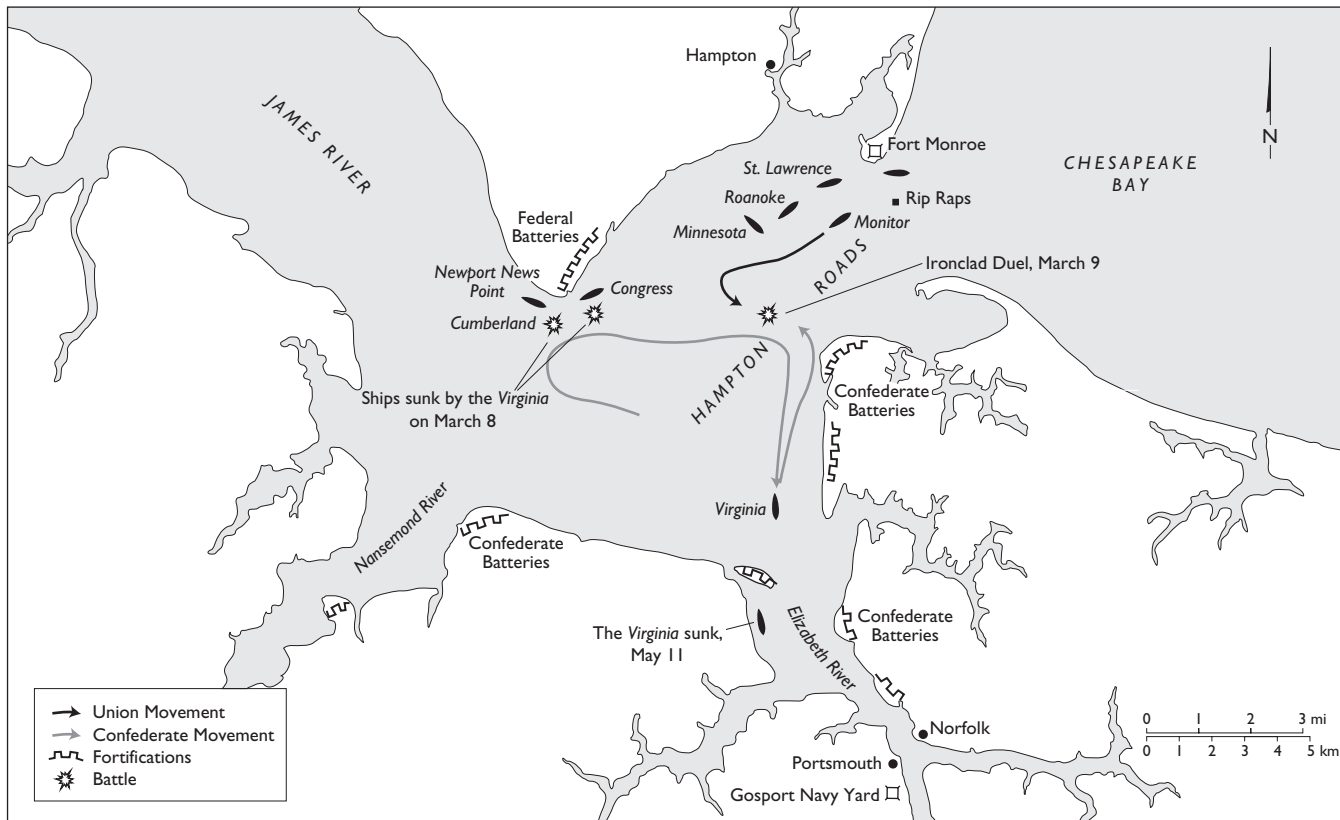 Hampton
Fort Monroe
JAMES RIVER
CHESAPEAKE
BAY
St. Lawrence
Roanoke
Rip Raps
Minnesota
Monitor
Federal
Batteries
HAMPTON ROADS
Ironclad Duel, March 9
Newport News
Point
Congress
Cumberland
Ships sunk by the Virginia
on March 8
Confederate
Batteries
Virginia
Nansemond River
Confederate
Batteries
Confederate
Batteries
The Virginia sunk,
May 11
Elizabeth River
Norfolk
Portsmouth
Gosport Navy Yard
N
Union Movement
Confederate Movement
Fortifications
Battle
0 1 2 3 mi
0 1 2 3 4 5 km